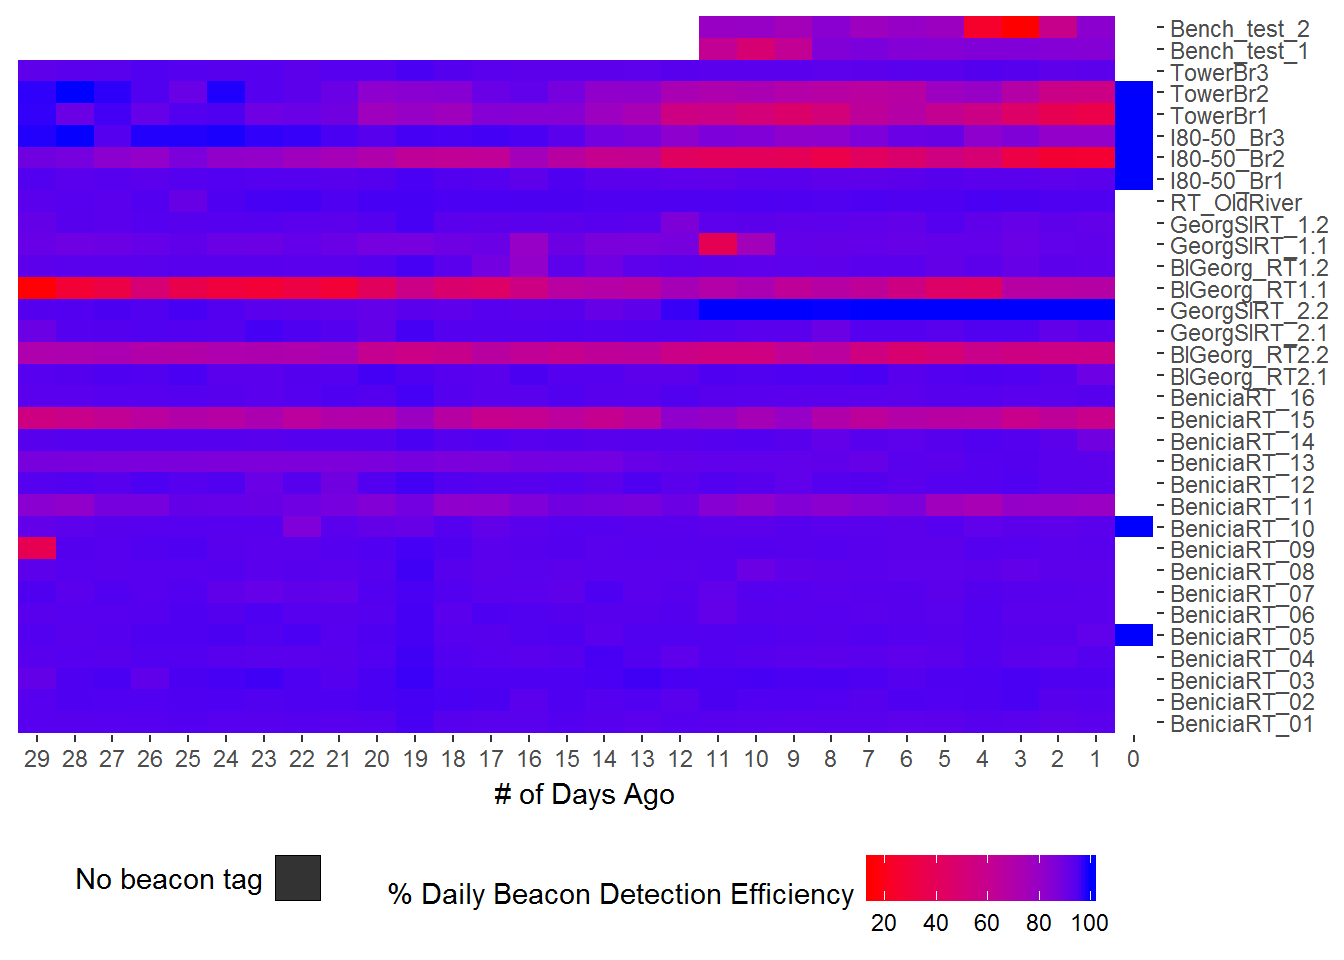 Bench_test_2
Bench_test_1
TowerBr3
TowerBr2
TowerBr1
I80-50_Br3
I80-50_Br2
I80-50_Br1
RT_OldRiver
GeorgSlRT_1.2
GeorgSlRT_1.1
BlGeorg_RT1.2
BlGeorg_RT1.1
GeorgSlRT_2.2
GeorgSlRT_2.1
BlGeorg_RT2.2
BlGeorg_RT2.1
BeniciaRT_16
BeniciaRT_15
BeniciaRT_14
BeniciaRT_13
BeniciaRT_12
BeniciaRT_11
BeniciaRT_10
BeniciaRT_09
BeniciaRT_08
BeniciaRT_07
BeniciaRT_06
BeniciaRT_05
BeniciaRT_04
BeniciaRT_03
BeniciaRT_02
BeniciaRT_01
29 28 27 26 25 24 23 22 21 20 19 18 17 16 15 14 13 12 11 10 9 8 7 6 5 4 3 2 1 0
# of Days Ago
No beacon tag
% Daily Beacon Detection Efficiency
20 40 60 80 100